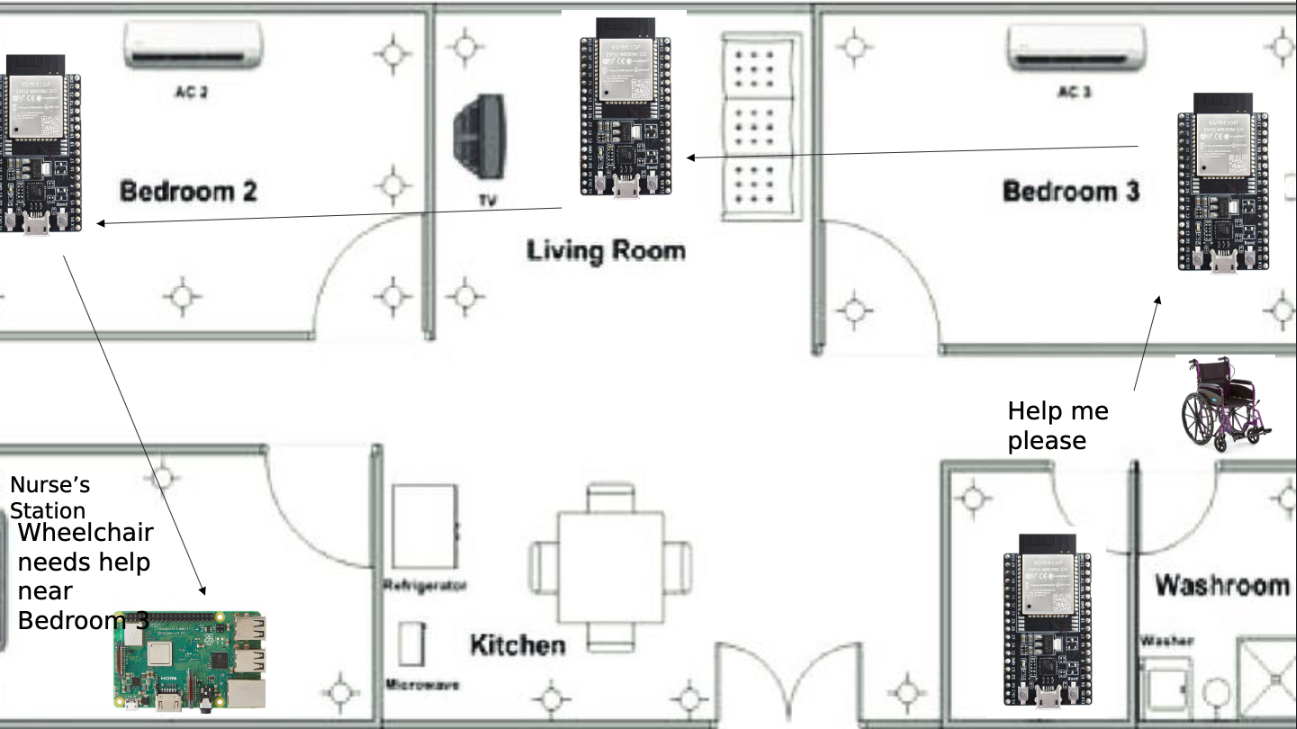 AC 2
AC 3
Bedroom 2
TV
Bedroom 3
Living Room
Help me
please
Nurse’s
Station
Wheelchair
needs help
near
Bedroom 3
Refrigerator
Kitchen
Microwave
Washroom
Washer